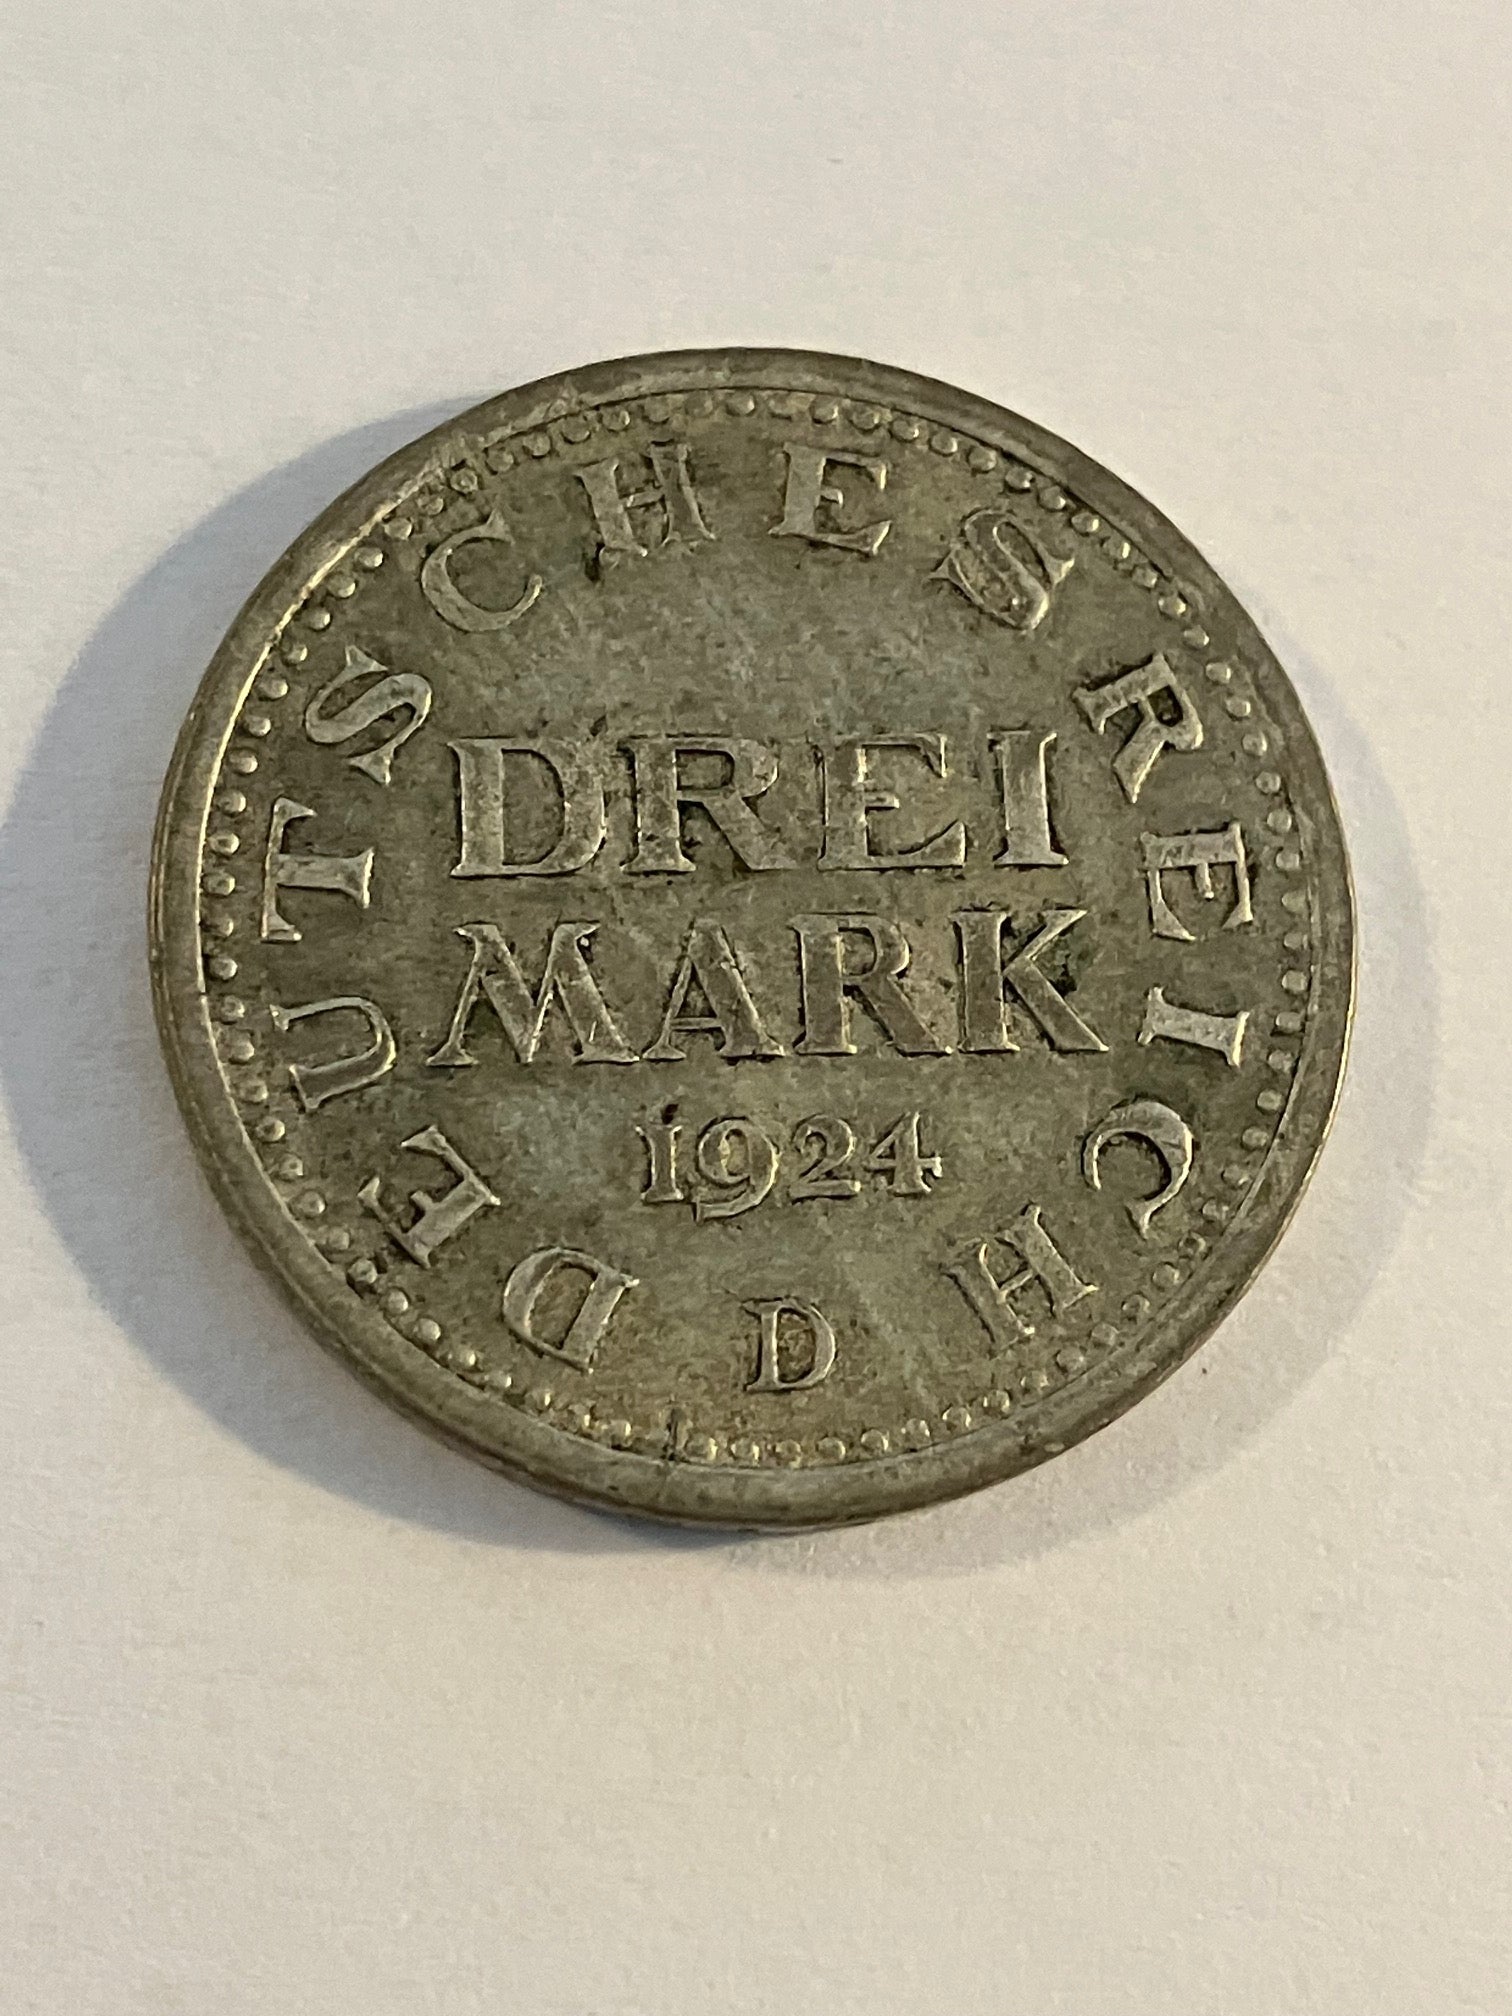 DEUTSCHES REICH
DREI
MARK
1924
D